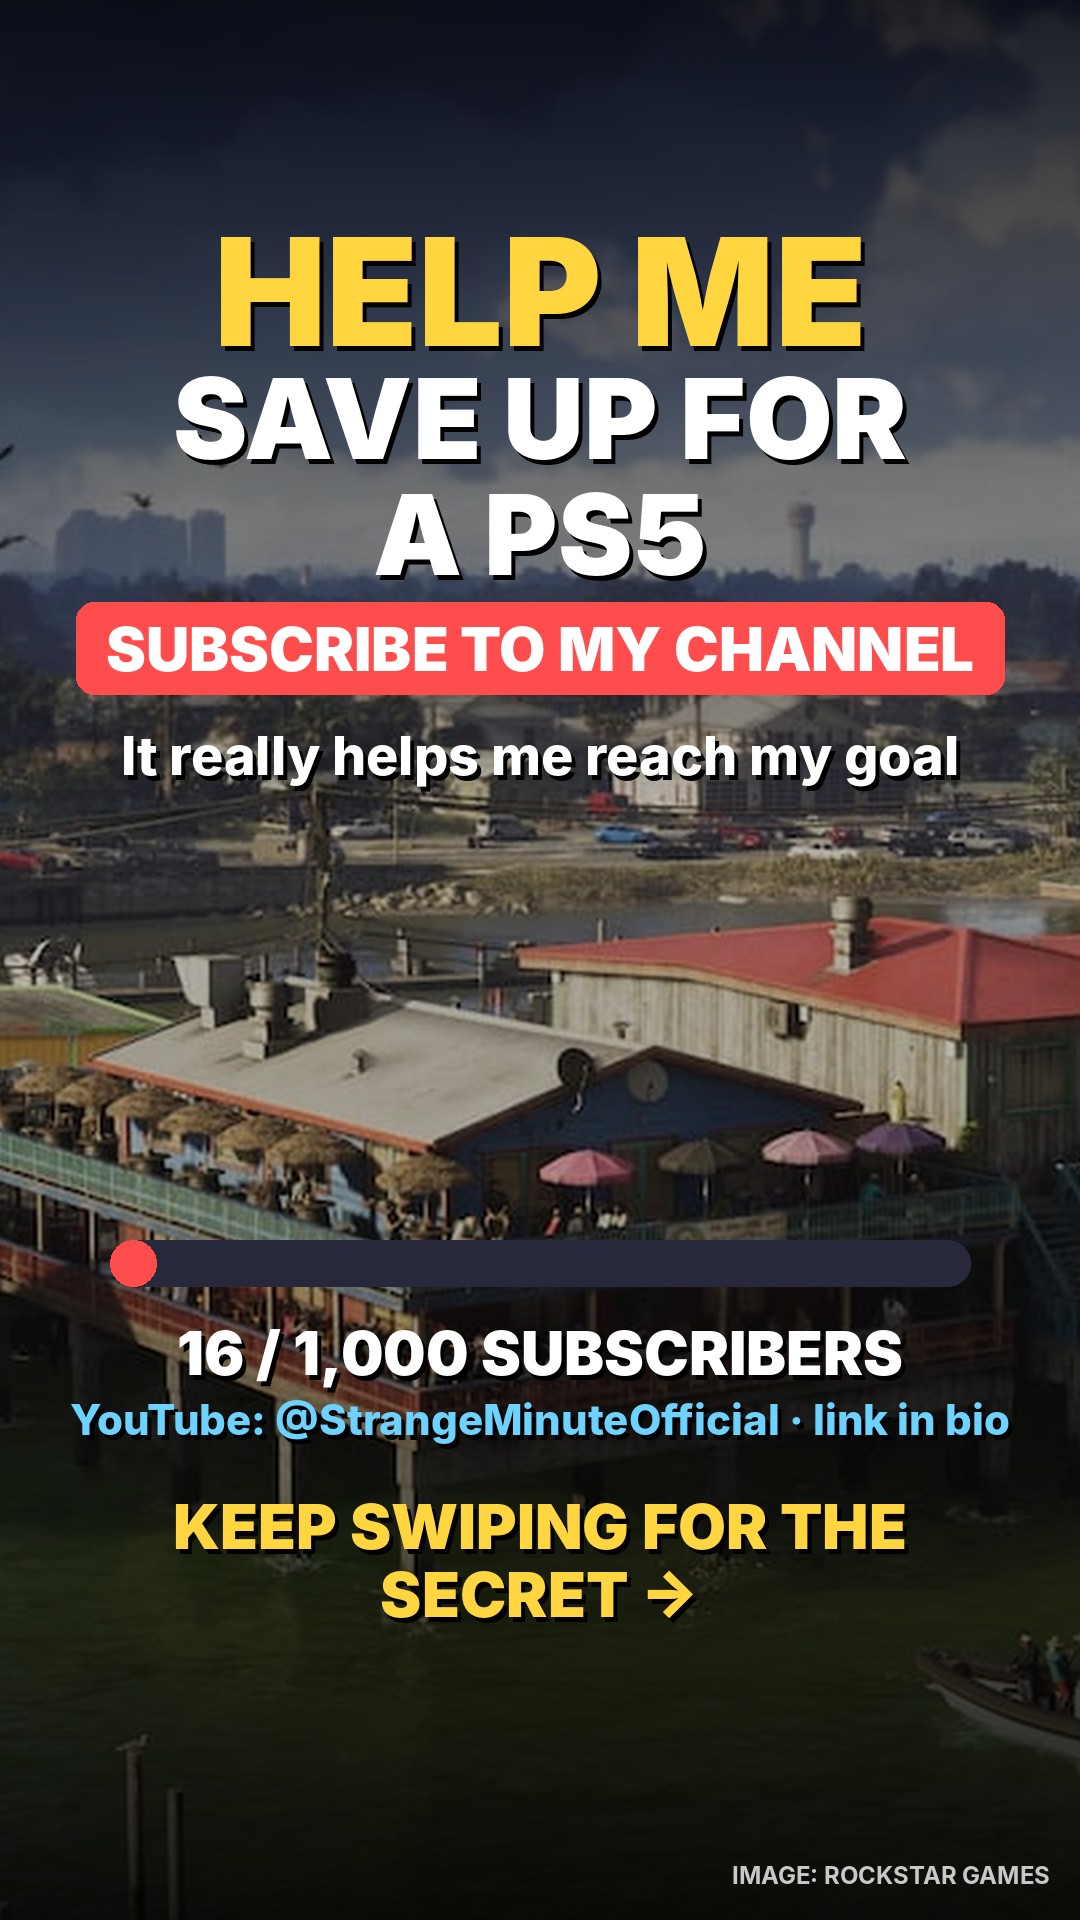 HELP ME
SAVE UP FOR
A PS5
SUBSCRIBE TO MY CHANNEL
It really helps me reach my goal
16 / 1,000 SUBSCRIBERS
YouTube: @StrangeMinuteOfficial · link in bio
KEEP SWIPING FOR THE
SECRET →
IMAGE: ROCKSTAR GAMES